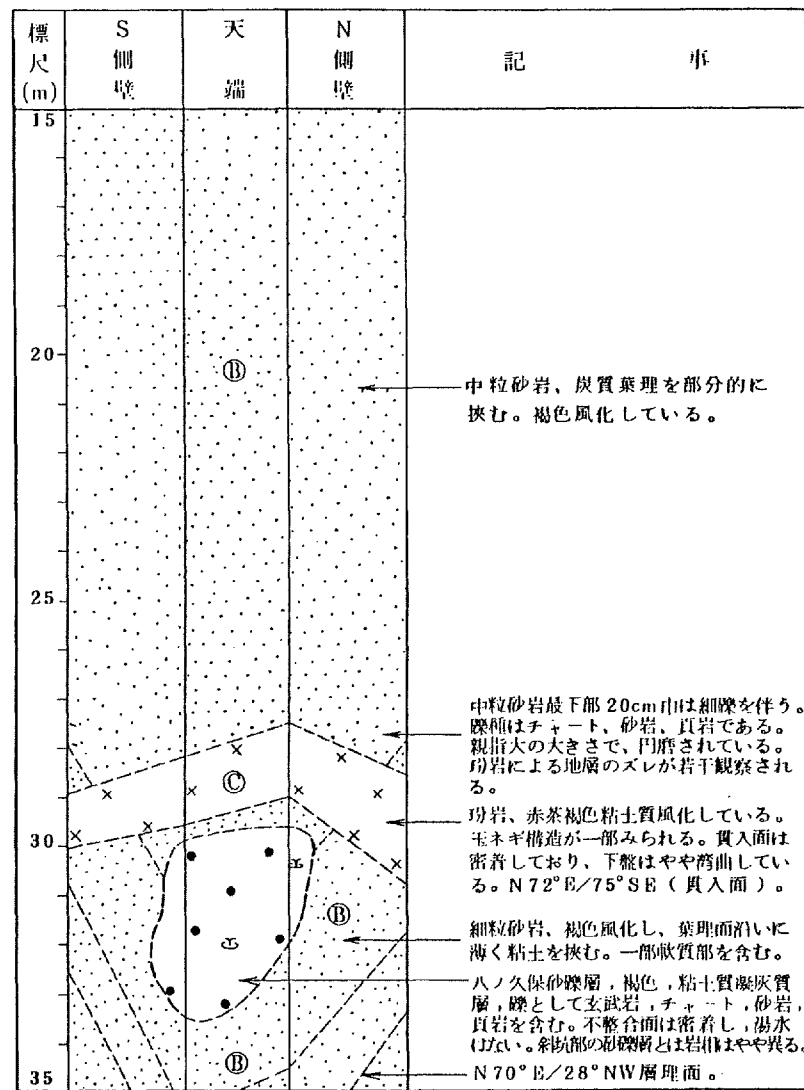 標尺(m)
S側壁
天端
N側壁
記事
15
20
Ⓑ
中粒砂岩、炭質葉理を部分的に
挟む。褐色風化している。
25
中粒砂岩最下部20cm巾は細礫を伴う。
礫種はチャート、砂岩、頁岩である。
親指大の大きさで、円磨されている。
玢岩による地層のズレが若干観察され
る。
Ⓒ
30
玢岩、赤茶褐色粘土質風化している。
玉ネギ構造が一部みられる。貫入面は
密着しており、下盤はやや湾曲してい
る。N72°E/75°SE(貫入面)。
Ⓑ
細粒砂岩、褐色風化し、葉理面沿いに
薄く粘土を挟む。一部軟質部を含む。
八ノ久保砂礫層,褐色,粘土質凝灰質
層,礫として玄武岩,チャート,砂岩,
頁岩を含む。不整合面は密着し,湧水
はない。斜坑部の砂礫層とは岩相はやや異る。
Ⓑ
35
N70°E/28°NW層理面。